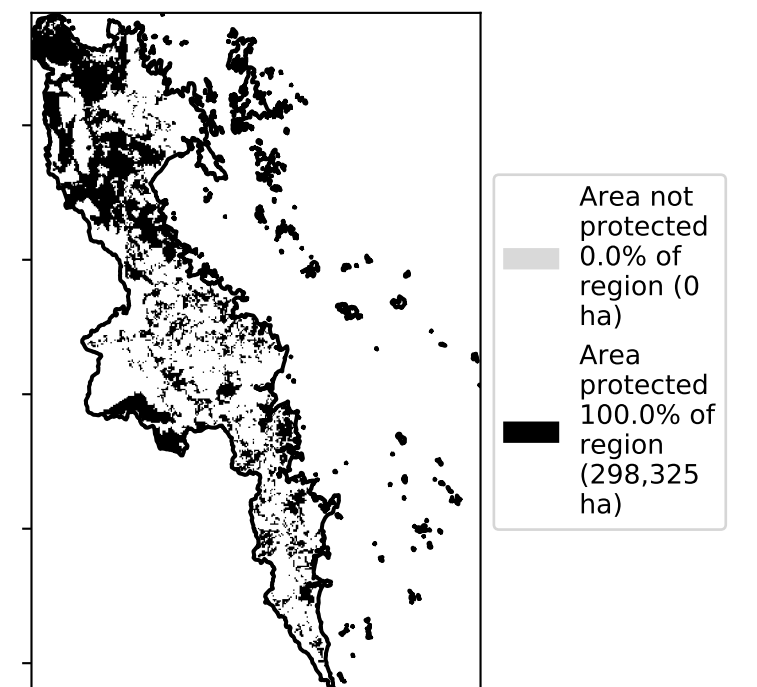 Area not
protected
0.0% of
region (0
ha)
Area
protected
100.0% of
region
(298,325
ha)